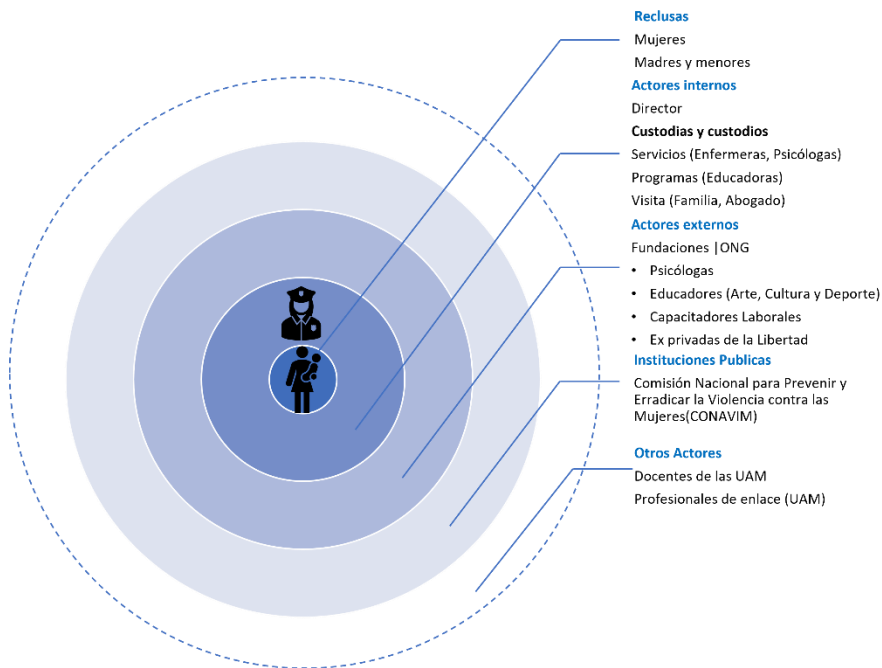 Reclusas
Mujeres
Madres y menores
Actores internos
Director
Custodias y custodios
Servicios (Enfermeras, Psicólogas)
Programas (Educadoras)
Visita (Familia, Abogado)
Actores externos
Fundaciones |ONG
• Psicólogas
• Educadores (Arte, Cultura y Deporte)
• Capacitadores Laborales
• Ex privadas de la Libertad
Instituciones Publicas
Comisión Nacional para Prevenir y
Erradicar la Violencia contra las
Mujeres(CONAVIM)
Otros Actores
Docentes de las UAM
Profesionales de enlace (UAM)